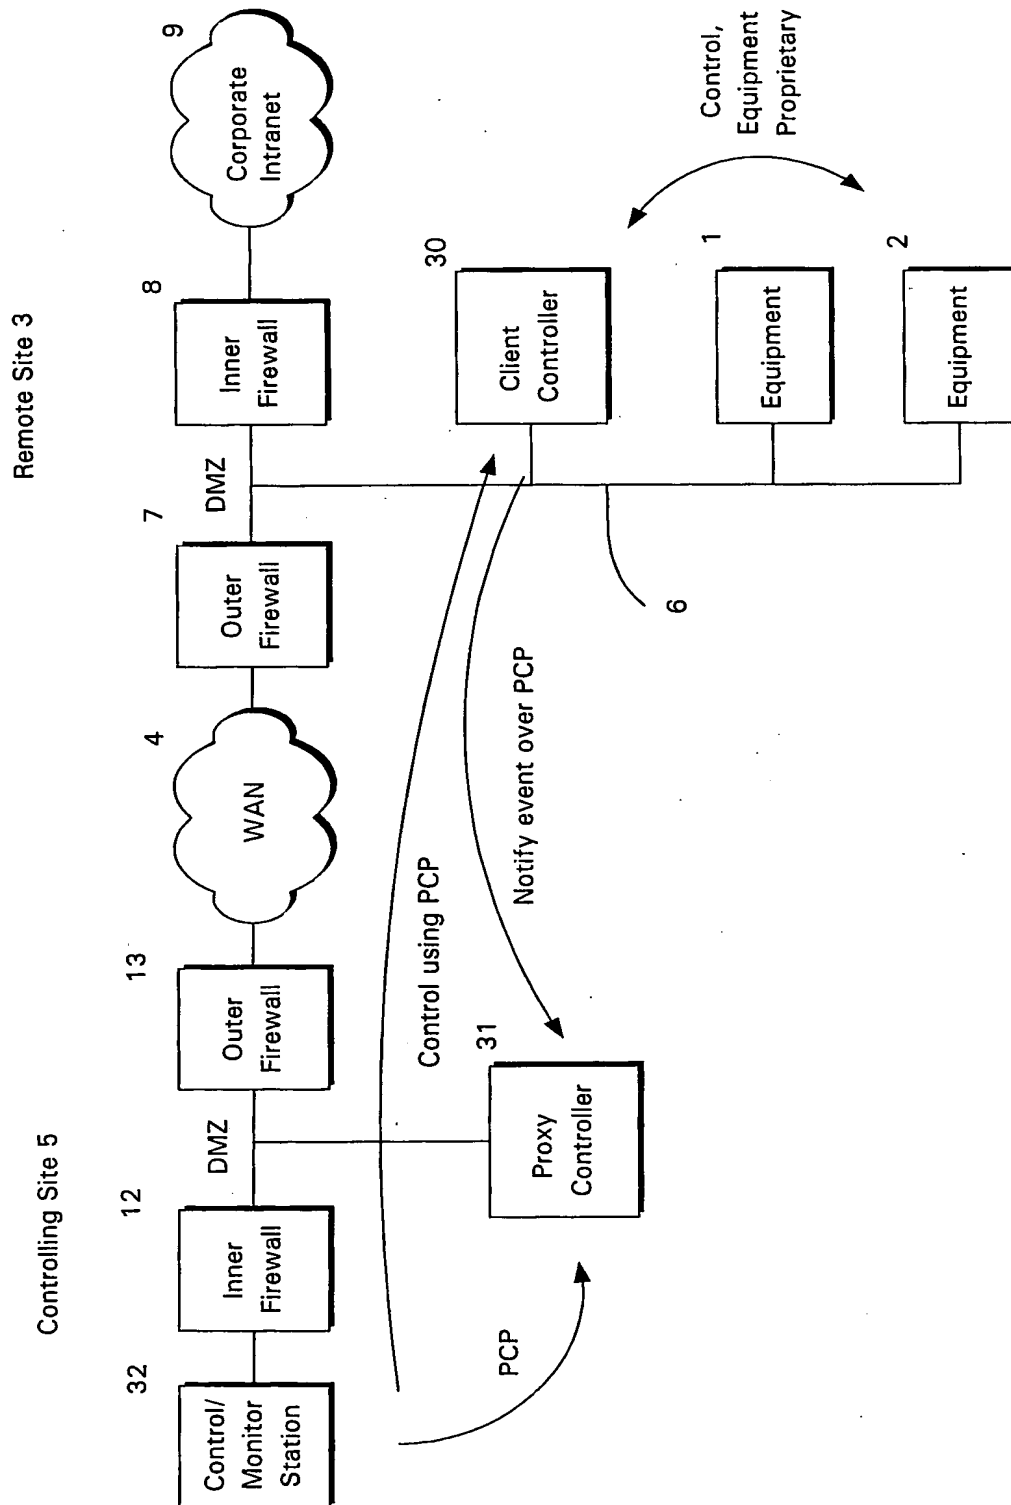 Controlling Site 5
Remote Site 3
32
Control/
Monitor
Station
12
Inner
Firewall
DMZ
13
Outer
Firewall
4
WAN
7
Outer
Firewall
DMZ
8
Inner
Firewall
9
Corporate
Intranet
PCP
Control using PCP
Notify event over PCP
31
Proxy
Controller
30
Client
Controller
6
1
Equipment
2
Equipment
Control,
Equipment
Proprietary